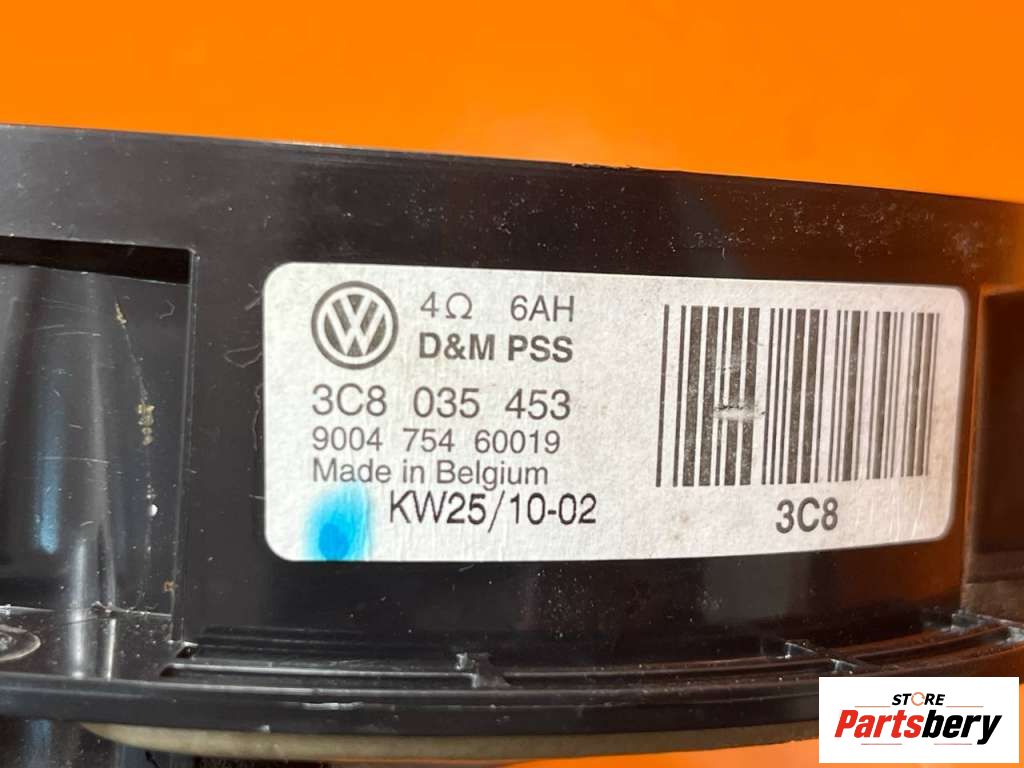 4Ω 6AH
D&M PSS
3C8 035 453
9004 754 60019
Made in Belgium
KW25/10-02
3C8
STORE
Partsbery